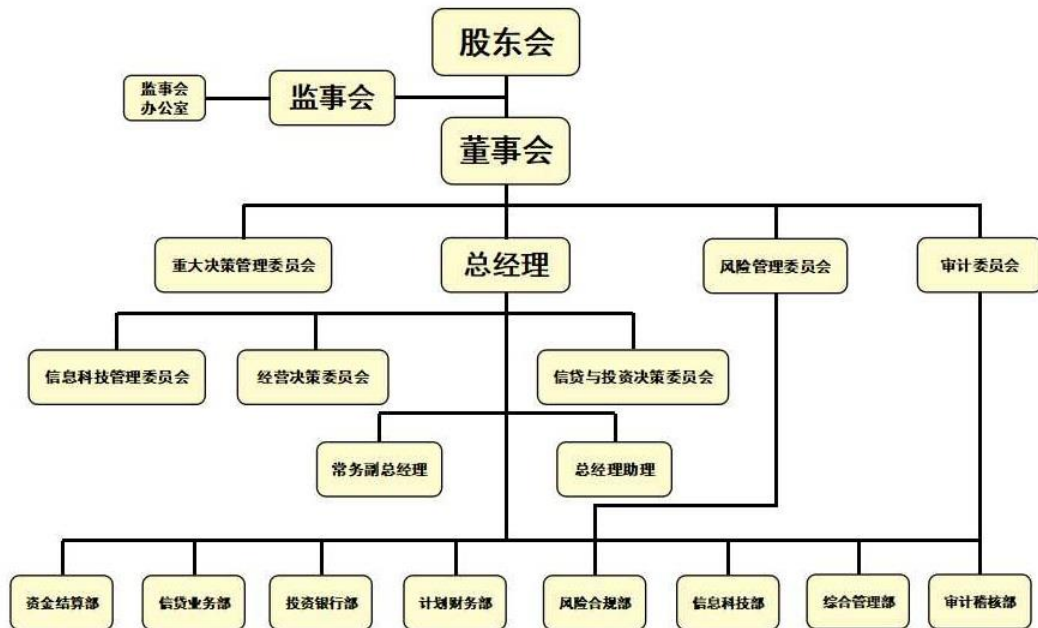 股东会
监事会
办公室
监事会
董事会
重大决策管理委员会
总经理
风险管理委员会
审计委员会
信息科技管理委员会
经营决策委员会
信贷与投资决策委员会
常务副总经理
总经理助理
资金结算部
信贷业务部
投资银行部
计划财务部
风险合规部
信息科技部
综合管理部
审计稽核部